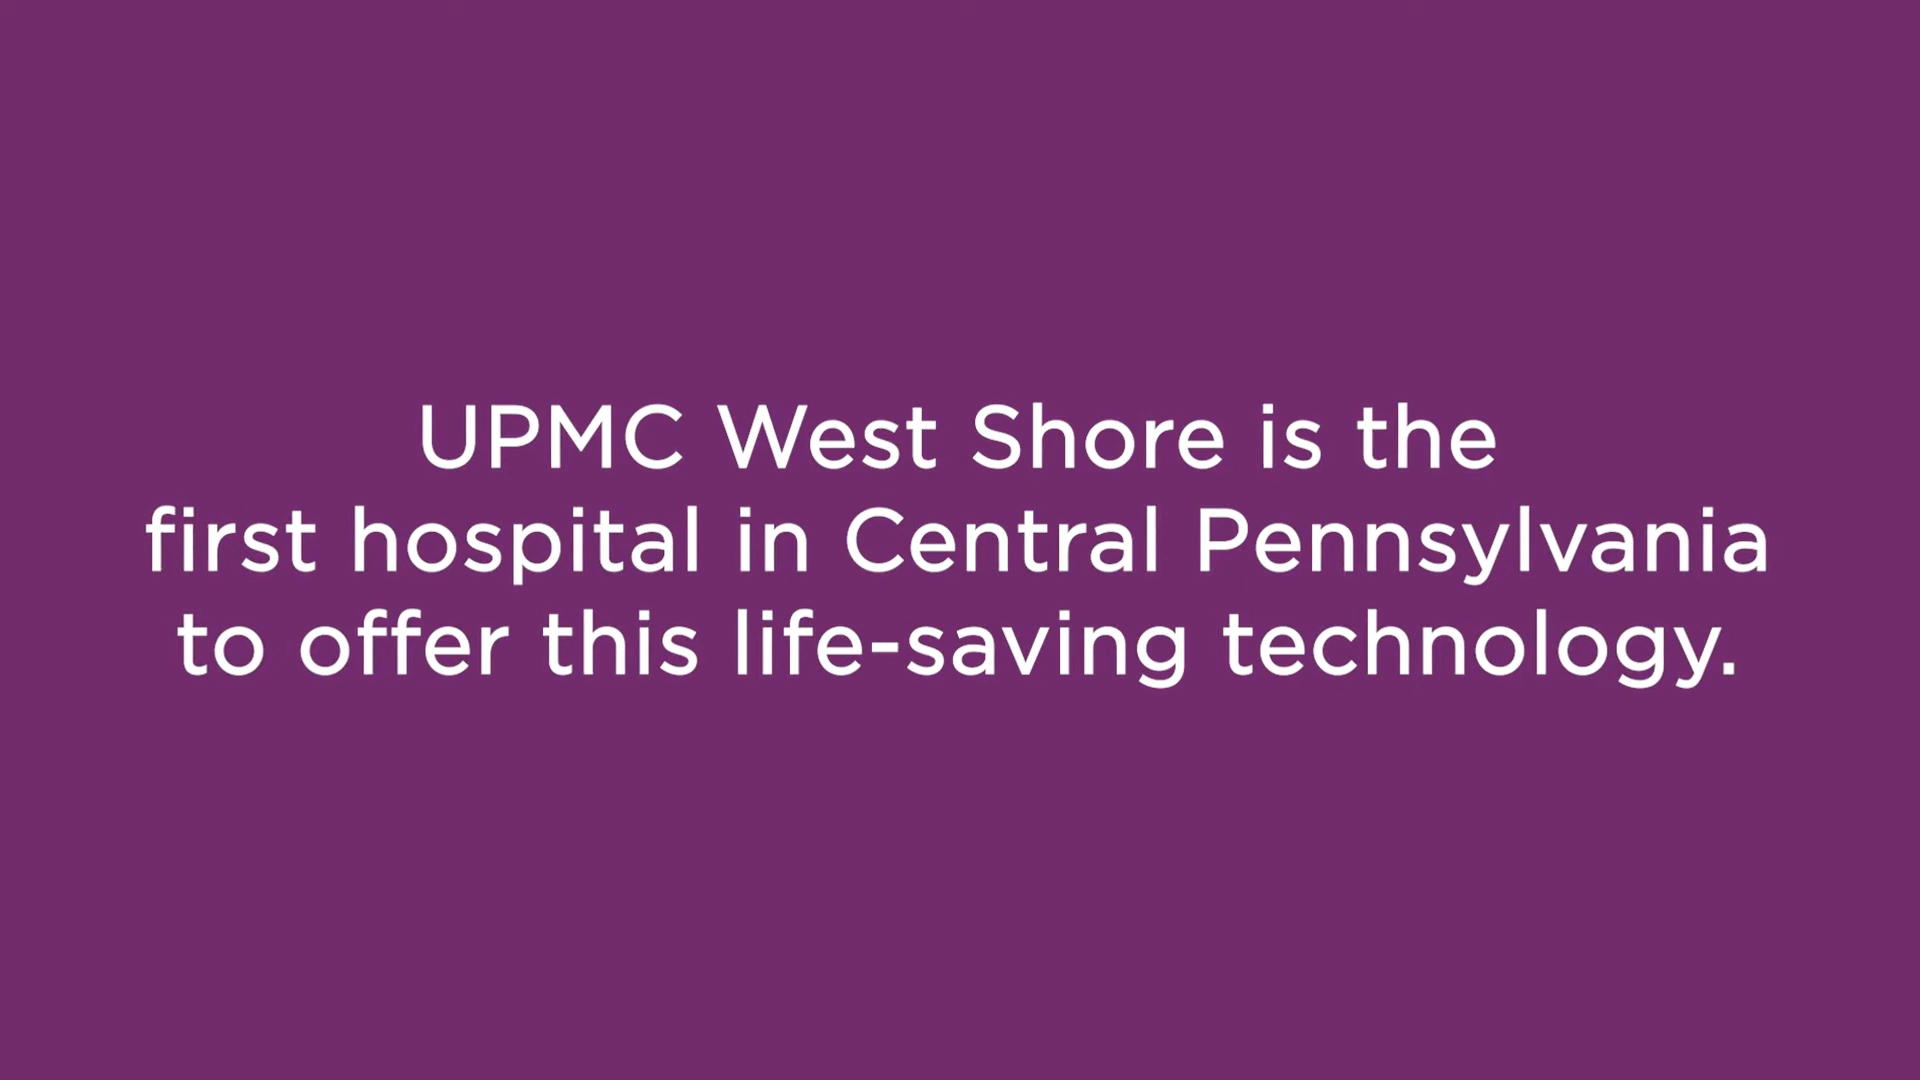 UPMC West Shore is the
first hospital in Central Pennsylvania
to offer this life-saving technology.